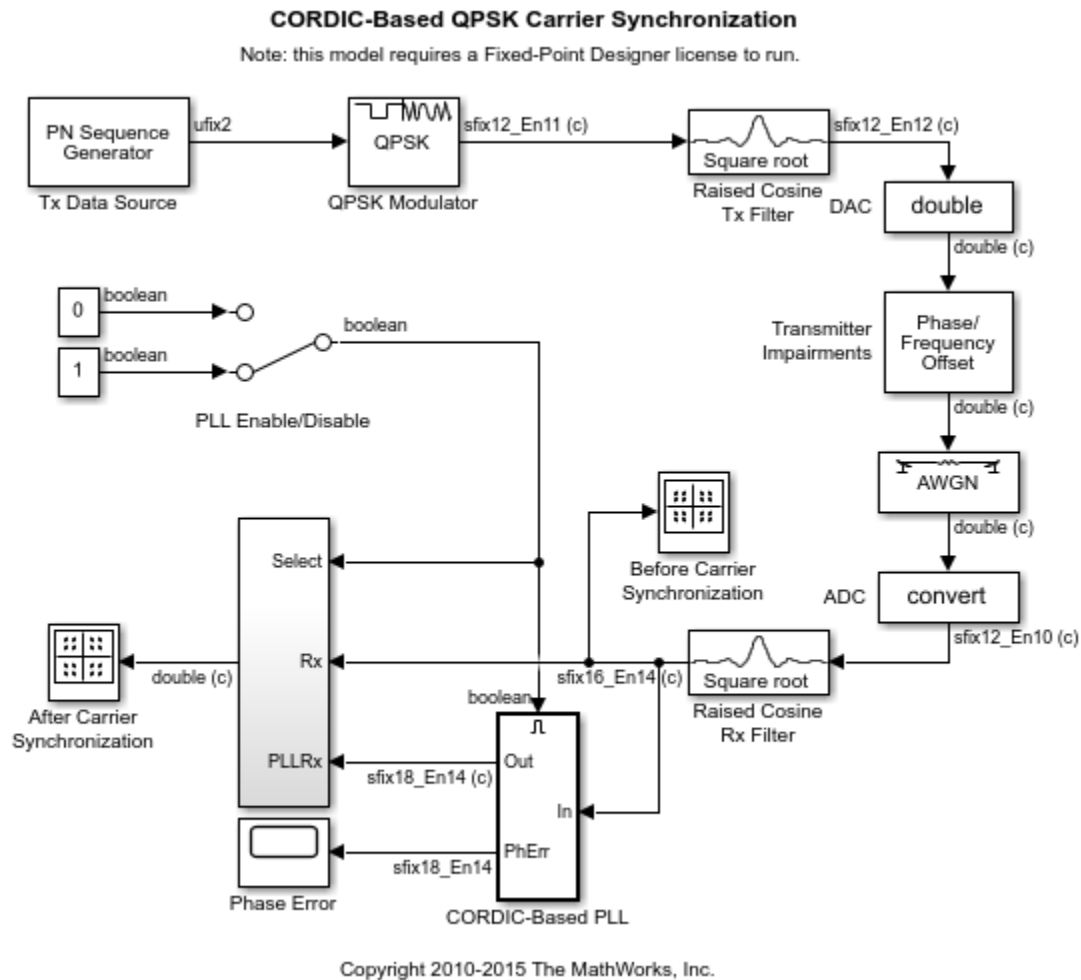 CORDIC-Based QPSK Carrier Synchronization
Note: this model requires a Fixed-Point Designer license to run.
PN Sequence
Generator
ufix2
Tx Data Source
QPSK
sfix12_En11 (c)
QPSK Modulator
Square root
sfix12_En12 (c)
Raised Cosine
Tx Filter
DAC
double
double (c)
0
boolean
1
boolean
boolean
PLL Enable/Disable
Transmitter
Impairments
Phase/
Frequency
Offset
double (c)
AWGN
double (c)
ADC
convert
sfix12_En10 (c)
Before Carrier
Synchronization
Select
Rx
PLLRx
double (c)
After Carrier
Synchronization
sfix16_En14 (c)
Square root
Raised Cosine
Rx Filter
boolean
Out
In
PhErr
sfix18_En14 (c)
sfix18_En14
Phase Error
CORDIC-Based PLL
Copyright 2010-2015 The MathWorks, Inc.